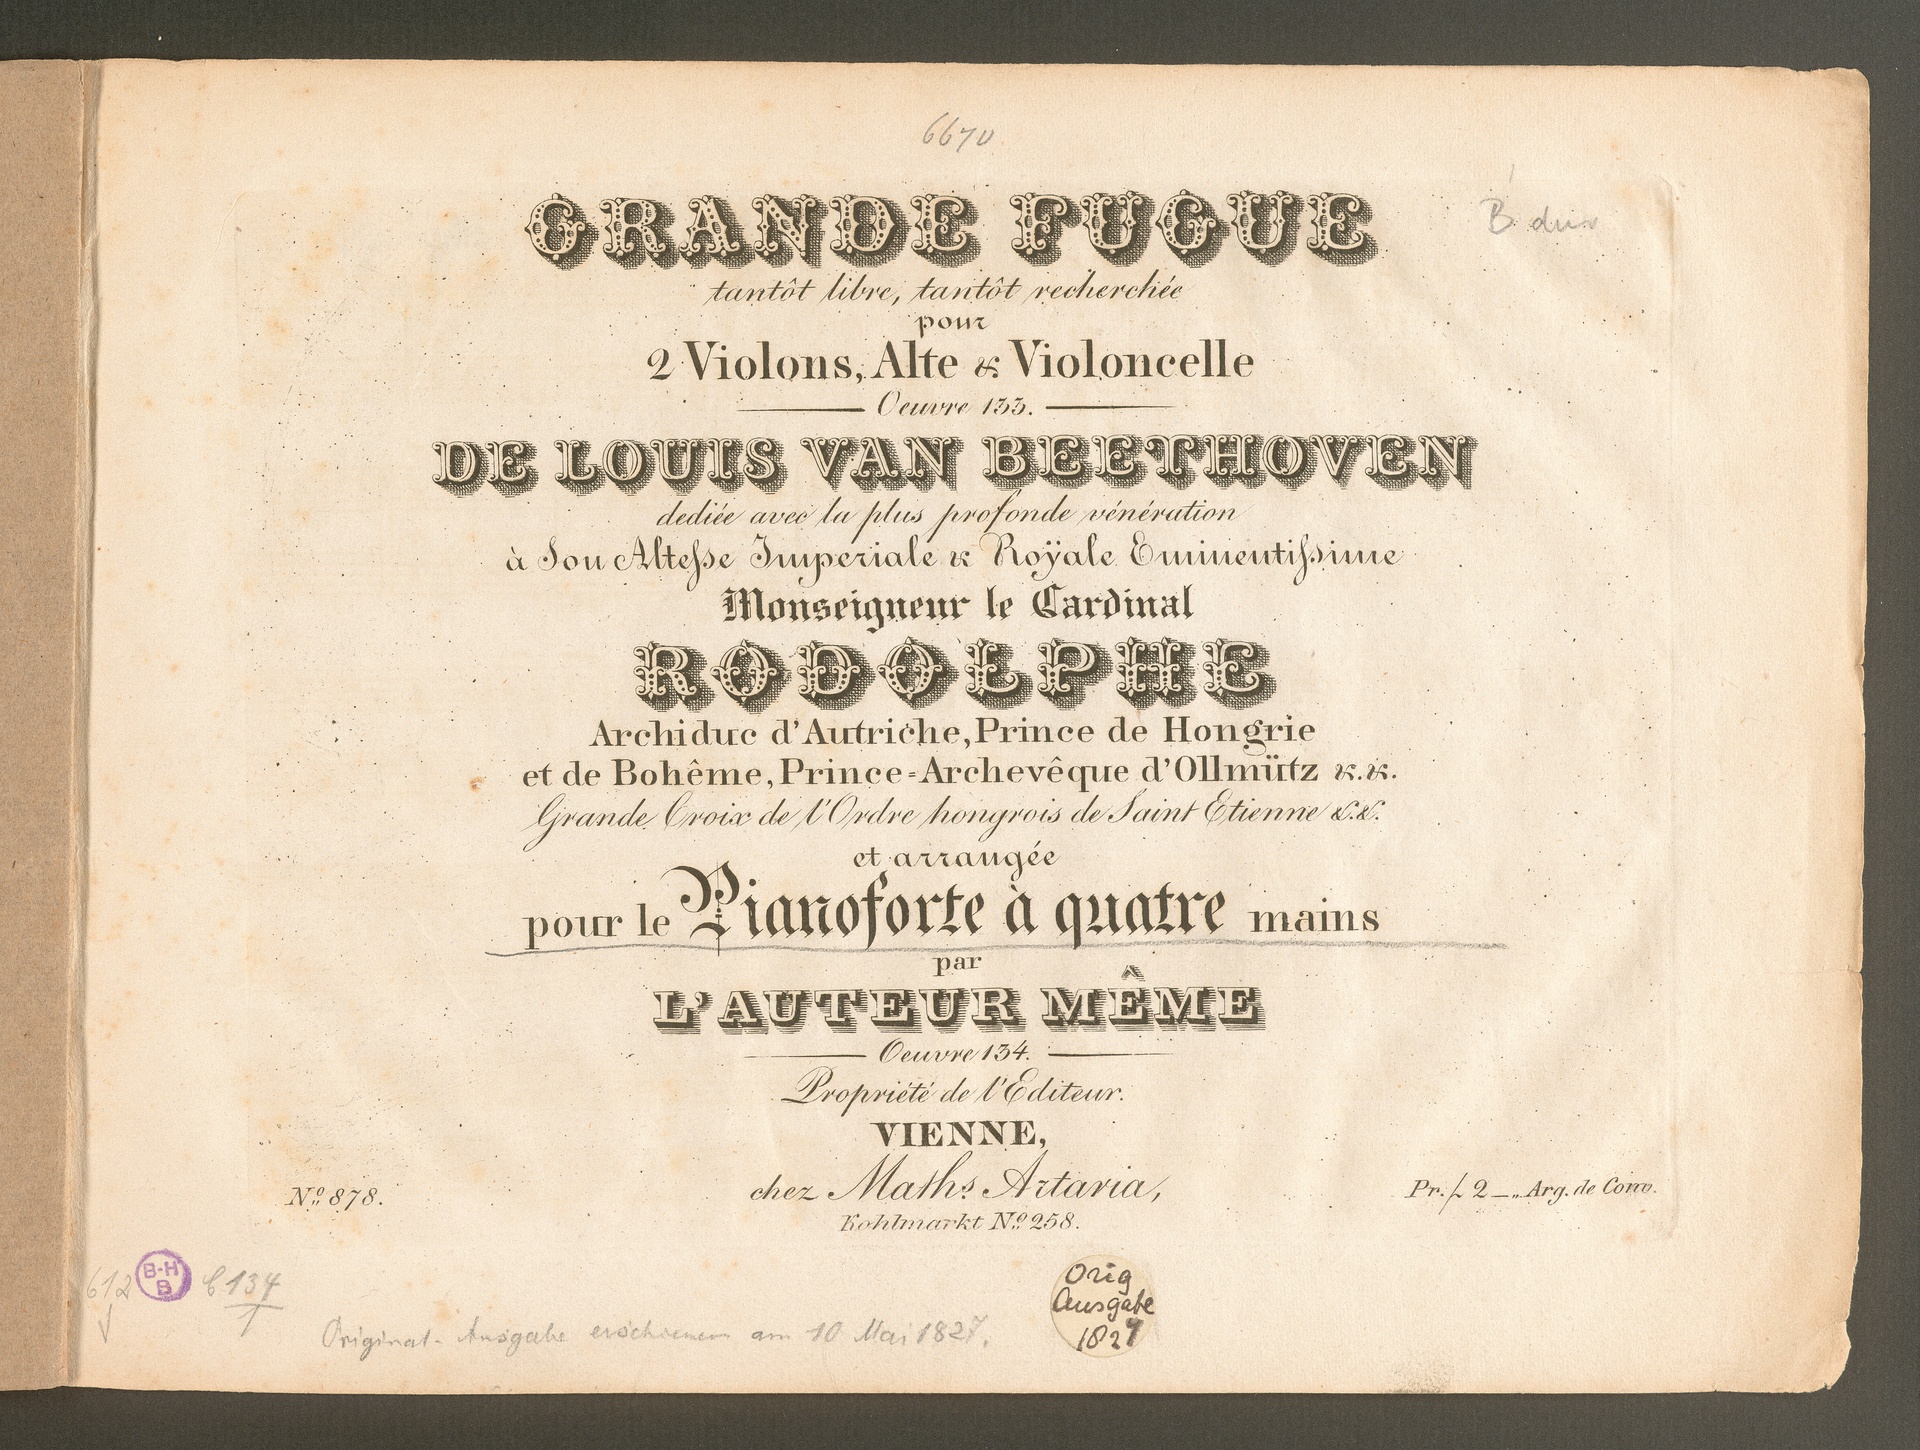 6670
GRANDE FUGUE
B dur
tantôt libre, tantôt recherchée
pour
2 Violons, Alte & Violoncelle
Oeuvre 133.
DE LOUIS VAN BEETHOVEN
dediée avec la plus profonde vénération
à Son Altesse Imperiale & Roÿale Eminentissime
Monseigneur le Cardinal
RODOLPHE
Archiduc d'Autriche, Prince de Hongrie
et de Bohême, Prince=Archevêque d'Ollmütz &.&.
Grande Croix de l'Ordre hongrois de Saint Etienne &.&.
et arrangée
pour le Pianoforte à quatre mains
par
L'AUTEUR MÊME
Oeuvre 134.
Propriété de l'Editeur.
VIENNE,
chez Maths Artaria,
Kohlmarkt No 258.
No 878.
Pr. f 2 _ „ Arg. de Conv.
612
B-H
B
C 134
Original-Ausgabe erschienen am 10 Mai 1827.
Orig
Ausgabe
1827